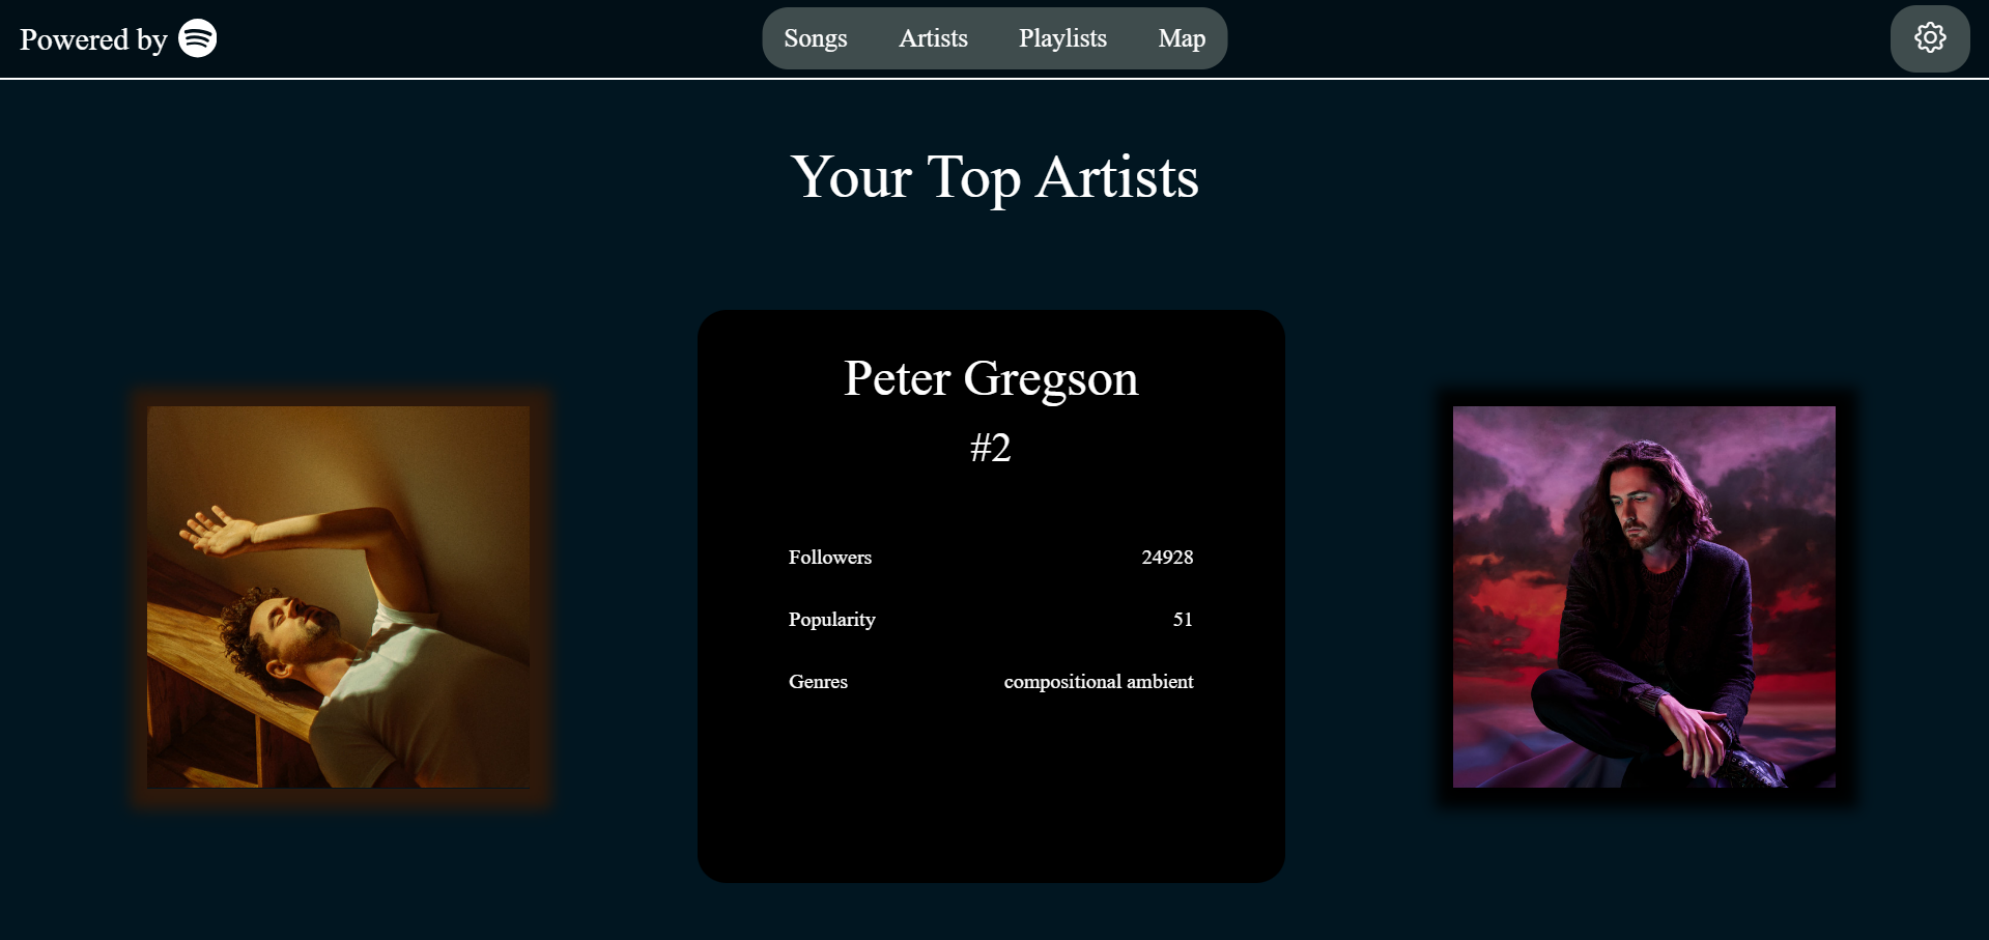 Powered by
Songs Artists Playlists Map
Your Top Artists
Peter Gregson
#2
Followers 24928
Popularity 51
Genres compositional ambient